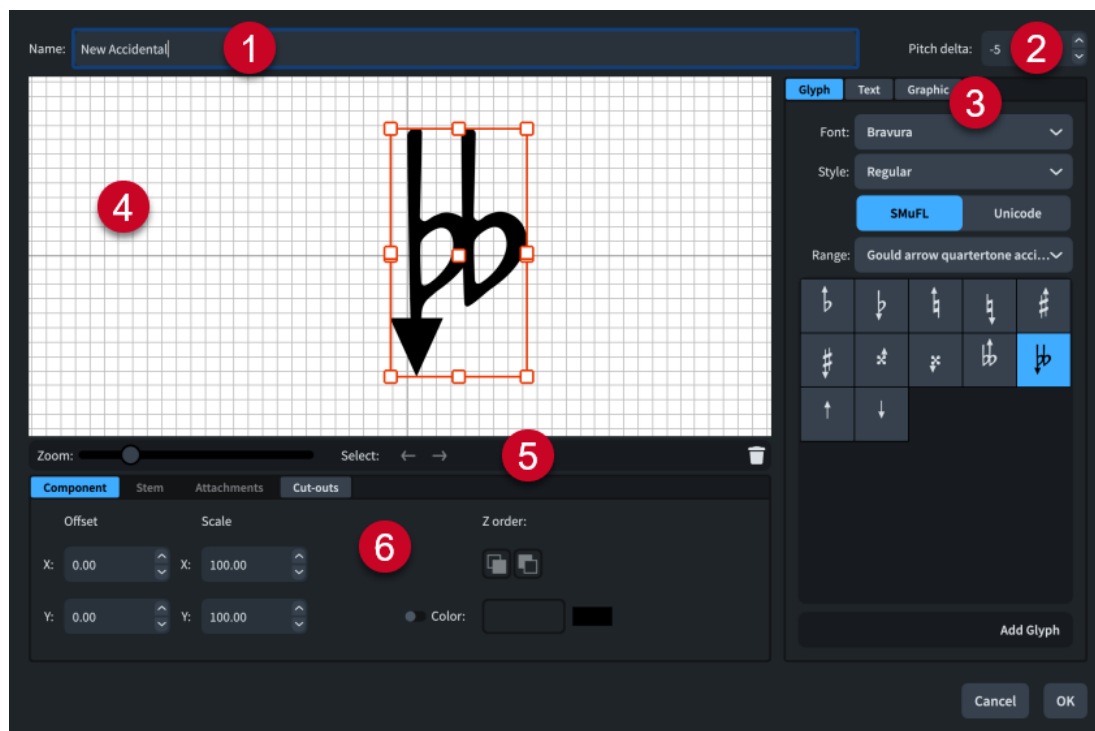 Name: New Accidental 1 Pitch delta: -5 2
Glyph Text Graphic 3
Font: Bravura
Style: Regular
SMuFL Unicode
4
Range: Gould arrow quartertone acci...
Zoom: Select: ← → 5
Component Stem Attachments Cut-outs
Offset Scale Z order:
6
X: 0.00 X: 100.00
Y: 0.00 Y: 100.00 Color:
Add Glyph
Cancel OK